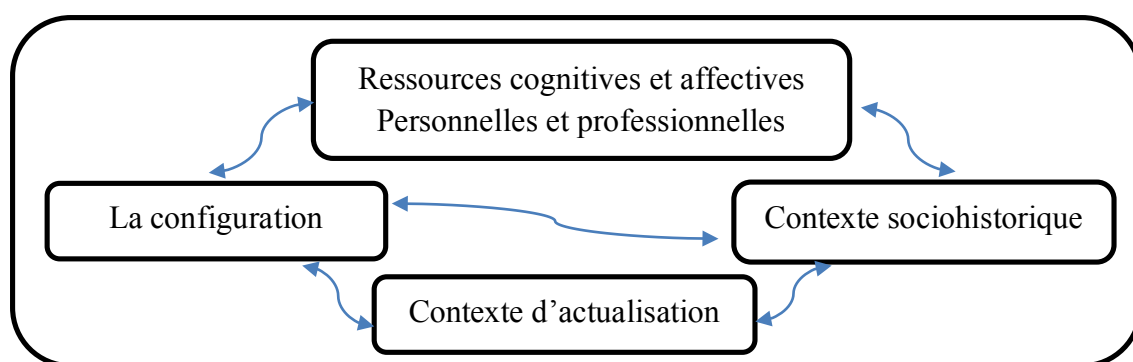 Ressources cognitives et affectives
Personnelles et professionnelles
La configuration
Contexte sociohistorique
Contexte d’actualisation